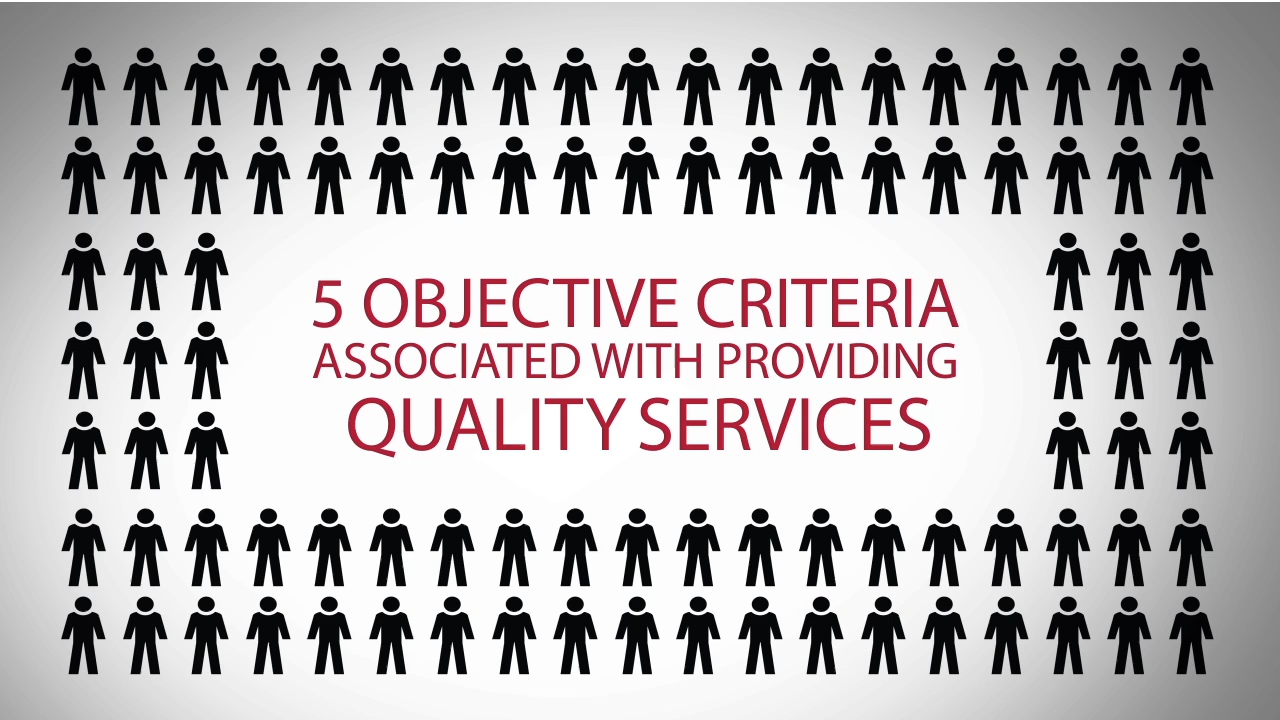 5 OBJECTIVE CRITERIA
ASSOCIATED WITH PROVIDING
QUALITY SERVICES